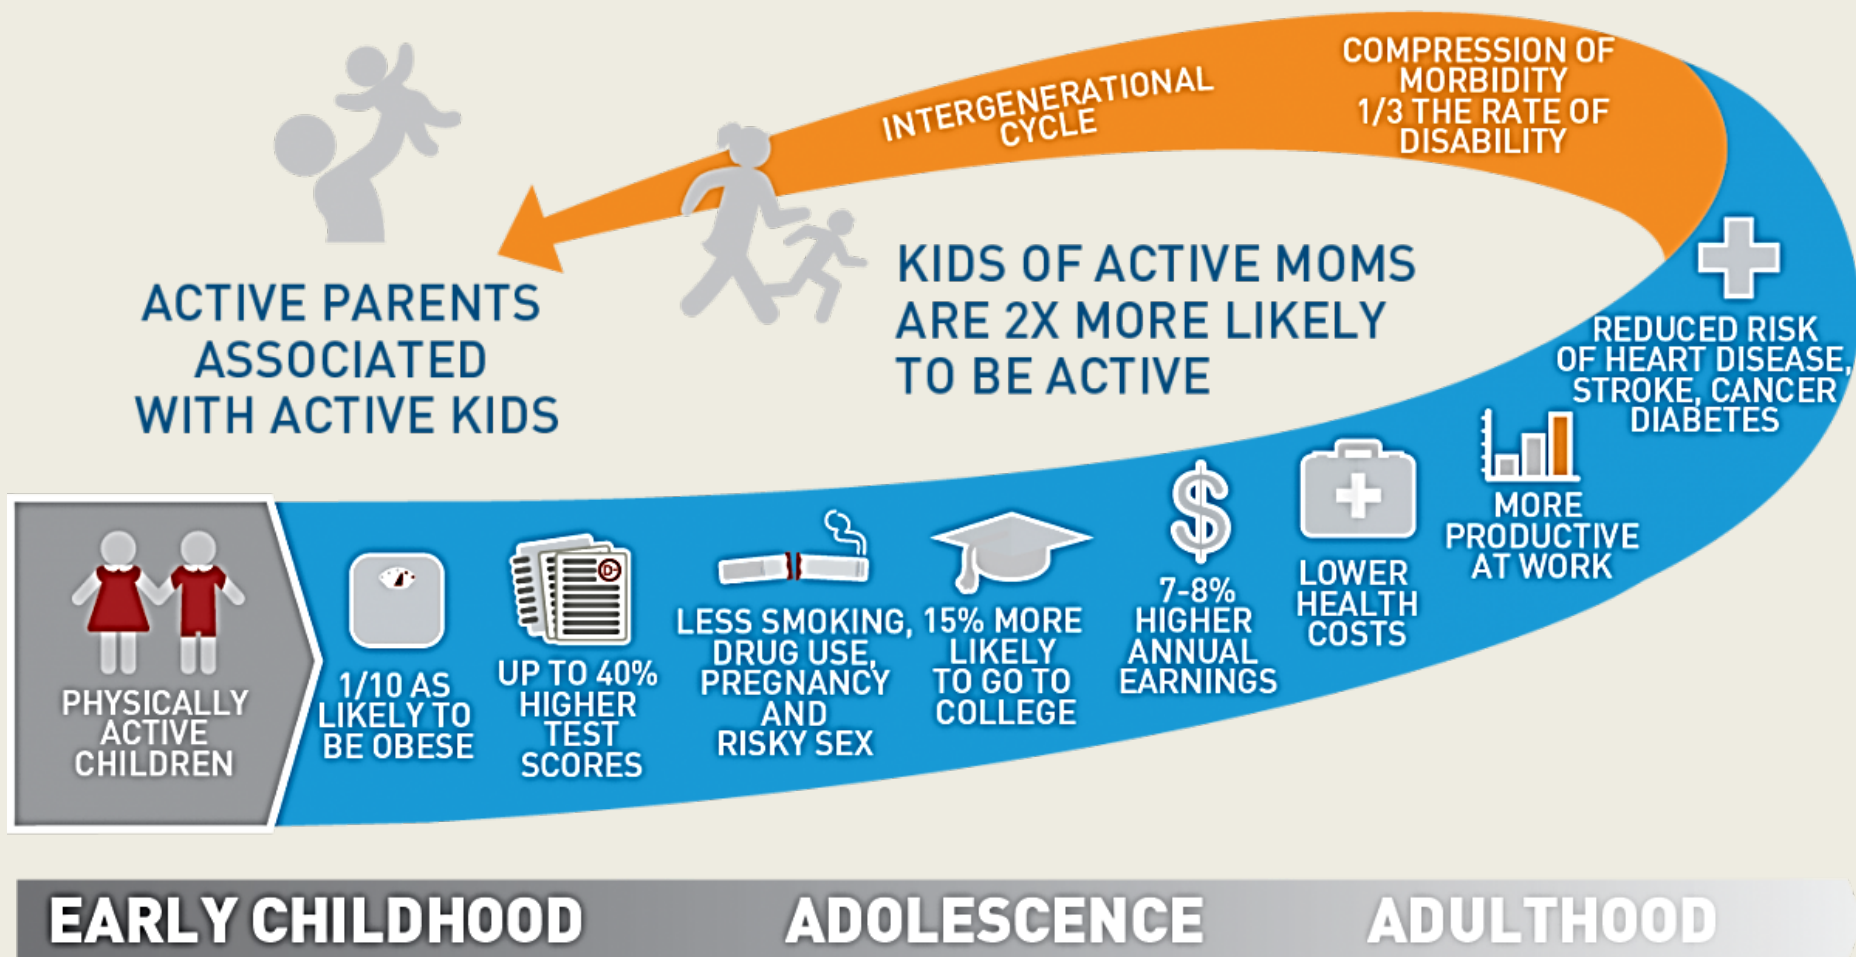 COMPRESSION OF
MORBIDITY
1/3 THE RATE OF
DISABILITY
INTERGENERATIONAL
CYCLE
ACTIVE PARENTS
ASSOCIATED
WITH ACTIVE KIDS
KIDS OF ACTIVE MOMS
ARE 2X MORE LIKELY
TO BE ACTIVE
PHYSICALLY
ACTIVE
CHILDREN
1/10 AS
LIKELY TO
BE OBESE
D-
UP TO 40%
HIGHER
TEST
SCORES
LESS SMOKING,
DRUG USE,
PREGNANCY
AND
RISKY SEX
15% MORE
LIKELY
TO GO TO
COLLEGE
$
7-8%
HIGHER
ANNUAL
EARNINGS
LOWER
HEALTH
COSTS
MORE
PRODUCTIVE
AT WORK
REDUCED RISK
OF HEART DISEASE,
STROKE, CANCER
DIABETES
EARLY CHILDHOOD
ADOLESCENCE
ADULTHOOD